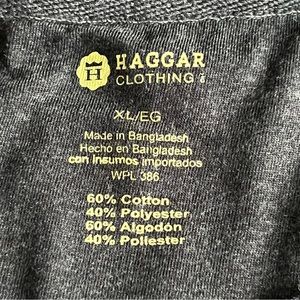 H
HAGGAR
CLOTHING
XL/EG
Made in Bangladesh
Hecho en Bangladesh
con insumos importados
WPL 386
60% Cotton
40% Polyester
60% Algodón
40% Poliester